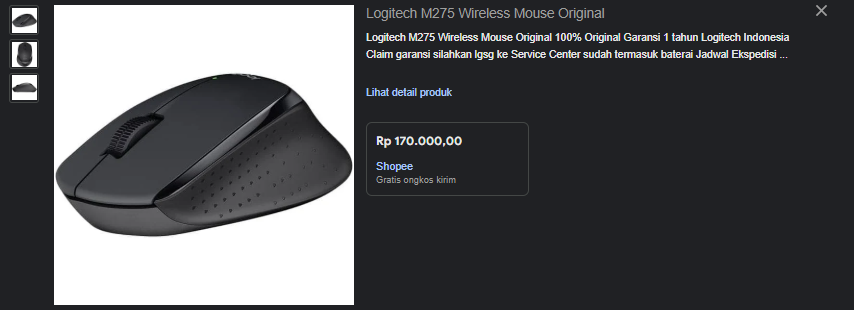 Logitech M275 Wireless Mouse Original
Logitech M275 Wireless Mouse Original 100% Original Garansi 1 tahun Logitech Indonesia
Claim garansi silahkan lgsg ke Service Center sudah termasuk baterai Jadwal Ekspedisi ...
Lihat detail produk
Rp 170.000,00
Shopee
Gratis ongkos kirim